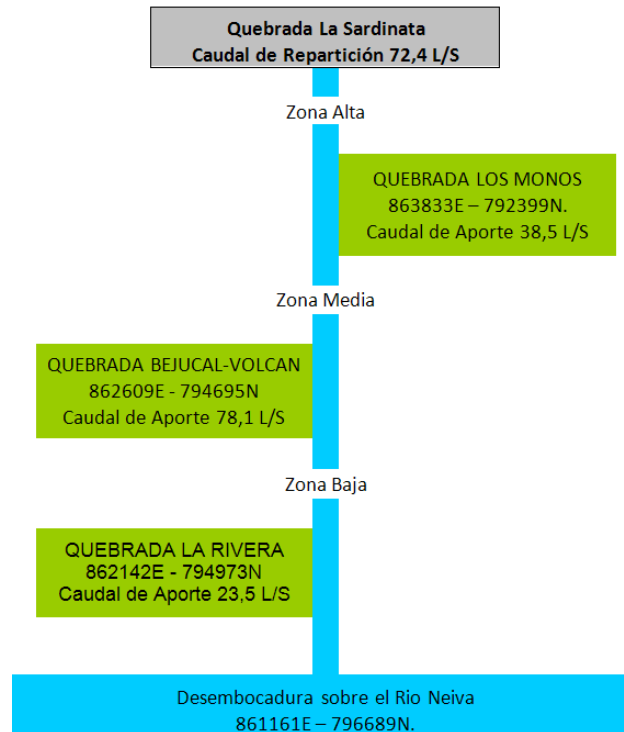 Quebrada La Sardinata
Caudal de Repartición 72,4 L/S
Zona Alta
QUEBRADA LOS MONOS
863833E – 792399N.
Caudal de Aporte 38,5 L/S
Zona Media
QUEBRADA BEJUCAL-VOLCAN
862609E - 794695N
Caudal de Aporte 78,1 L/S
Zona Baja
QUEBRADA LA RIVERA
862142E - 794973N
Caudal de Aporte 23,5 L/S
Desembocadura sobre el Rio Neiva
861161E – 796689N.